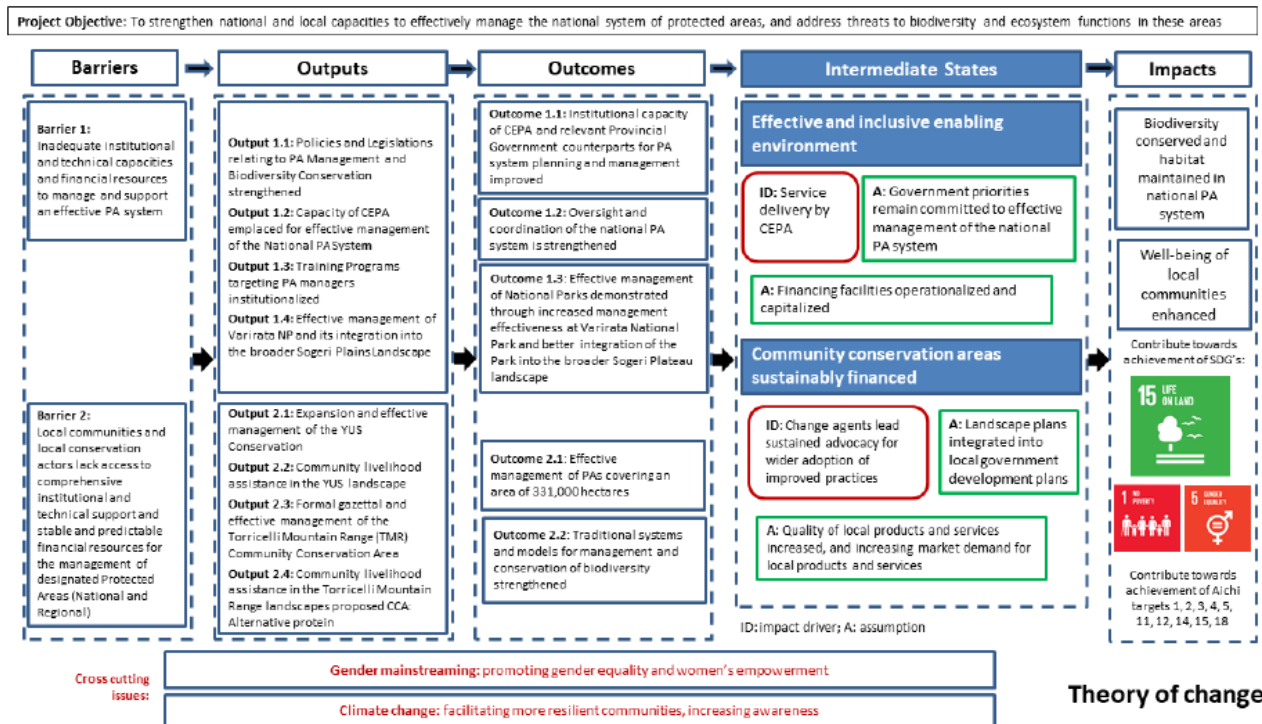 Project Objective: To strengthen national and local capacities to effectively manage the national system of protected areas, and address threats to biodiversity and ecosystem functions in these areas
Barriers
Outputs
Outcomes
Intermediate States
Impacts
Barrier 1:
Inadequate institutional
and technical capacities
and financial resources
to manage and support
an effective PA system
Barrier 2:
Local communities and
local conservation
actors lack access to
comprehensive
institutional and
technical support and
stable and predictable
financial resources for
the management of
designated Protected
Areas (National and
Regional)
Output 1.1: Policies and Legislations
relating to PA Management and
Biodiversity Conservation
strengthened
Output 1.2: Capacity of CEPA
emplaced for effective management
of the National PA System
Output 1.3: Training Programs
targeting PA managers
institutionalized
Output 1.4: Effective management of
Varirata NP and its integration into
the broader Sogeri Plains Landscape
Output 2.1: Expansion and effective
management of the YUS
Conservation
Output 2.2: Community livelihood
assistance in the YUS landscape
Output 2.3: Formal gazettal and
effective management of the
Torricelli Mountain Range (TMR)
Community Conservation Area
Output 2.4: Community livelihood
assistance in the Torricelli Mountain
Range landscapes proposed CCA:
Alternative protein
Outcome 1.1: Institutional capacity
of CEPA and relevant Provincial
Government counterparts for PA
system planning and management
improved
Outcome 1.2: Oversight and
coordination of the national PA
system is strengthened
Outcome 1.3: Effective management
of National Parks demonstrated
through increased management
effectiveness at Varirata National
Park and better integration of the
Park into the broader Sogeri Plateau
landscape
Outcome 2.1: Effective
management of PAs covering an
area of 331,000 hectares
Outcome 2.2: Traditional
systems and models for
management and
conservation of biodiversity
strengthened
Effective and inclusive enabling
environment
ID: Service
delivery by
CEPA
A: Government priorities
remain committed to effective
management of the national
PA system
A: Financing facilities operationalized and
capitalized
Community conservation areas
sustainably financed
ID: Change agents lead
sustained advocacy for
wider adoption of
improved practices
A: Landscape plans
integrated into
local government
development plans
A: Quality of local products and services
increased, and increasing market demand for
local products and services
ID: impact driver; A: assumption
Biodiversity
conserved and
habitat
maintained in
national PA
system
Well-being of
local
communities
enhanced
Contribute towards
achievement of SDG's:
15 LIFE
ON LAND
1 NO
POVERTY
5 GENDER
EQUALITY
Contribute towards
achievement of Aichi
targets 1, 2, 3, 4, 5,
11, 12, 14, 15, 18
Cross cutting
issues:
Gender mainstreaming: promoting gender equality and women's empowerment
Climate change: facilitating more resilient communities, increasing awareness
Theory of change